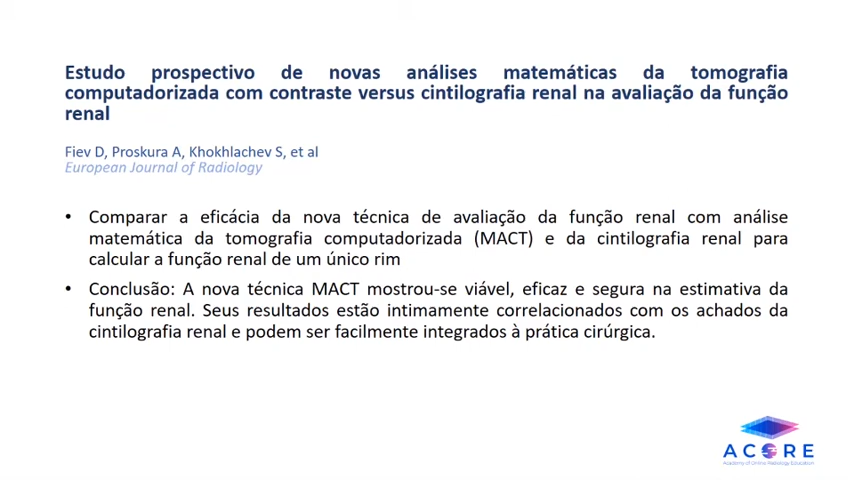 Estudo prospectivo de novas análises matemáticas da tomografia
computadorizada com contraste versus cintilografia renal na avaliação da função
renal
Fiev D, Proskura A, Khokhlachev S, et al
European Journal of Radiology
• Comparar a eficácia da nova técnica de avaliação da função renal com análise
matemática da tomografia computadorizada (MACT) e da cintilografia renal para
calcular a função renal de um único rim
• Conclusão: A nova técnica MACT mostrou-se viável, eficaz e segura na estimativa da
função renal. Seus resultados estão intimamente correlacionados com os achados da
cintilografia renal e podem ser facilmente integrados à prática cirúrgica.
ACORE
Academy of Online Radiology Education